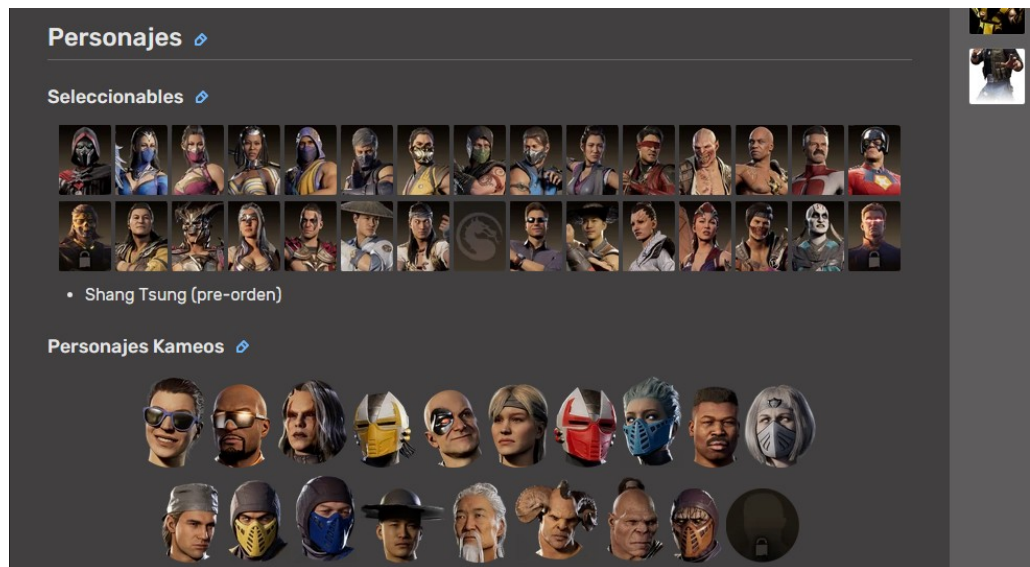 Personajes
Seleccionables
Shang Tsung (pre-orden)
Personajes Kameos